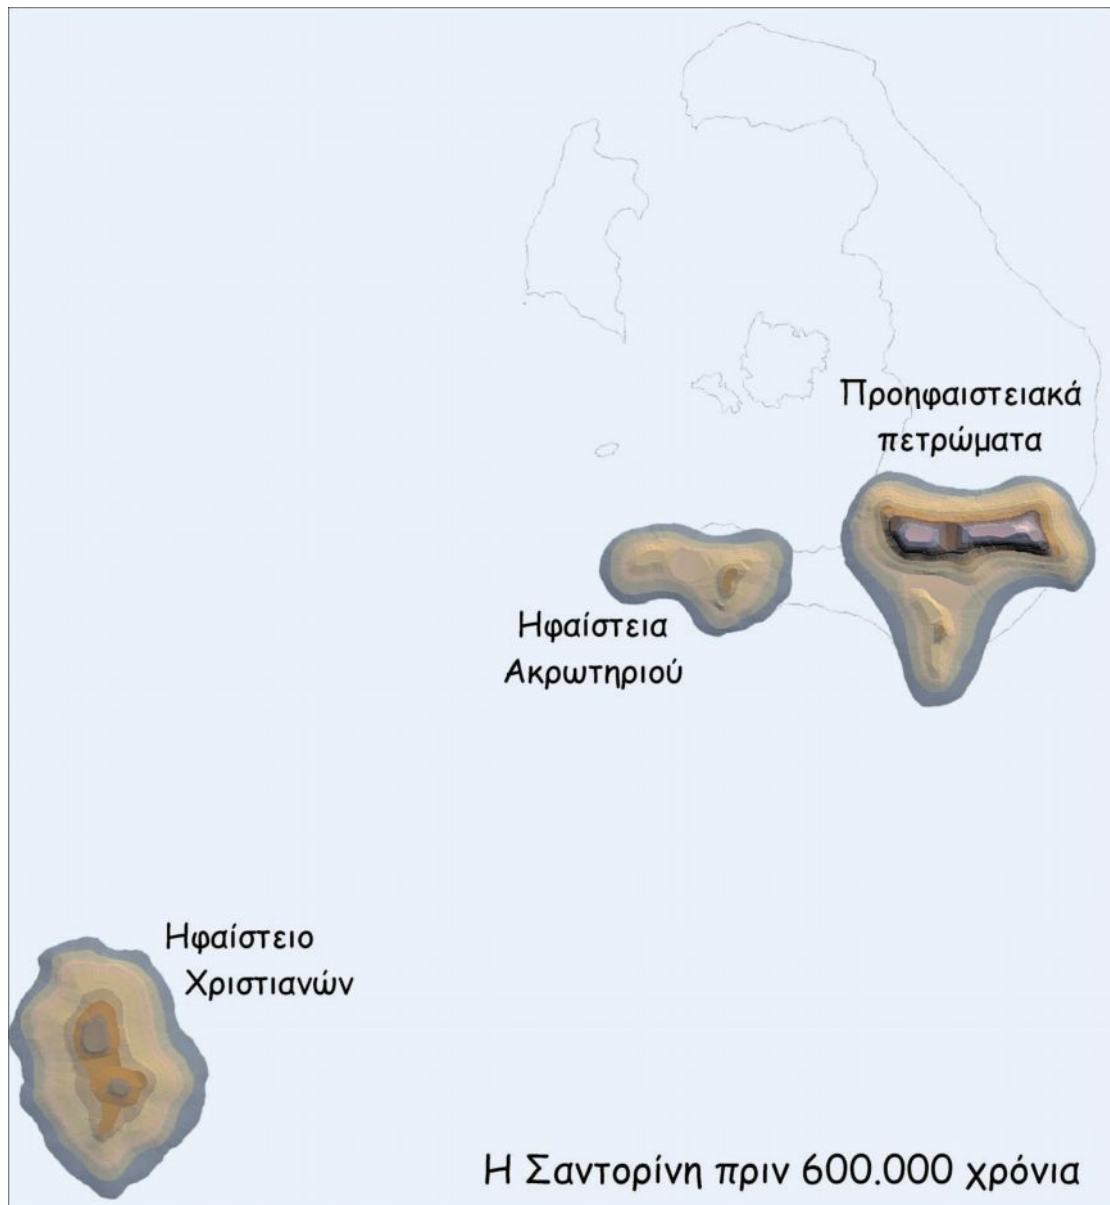 Προηφαιστειακά
πετρώματα
Ηφαίστεια
Ακρωτηριού
Ηφαίστειο
Χριστιανών
Η Σαντορίνη πριν 600.000 χρόνια